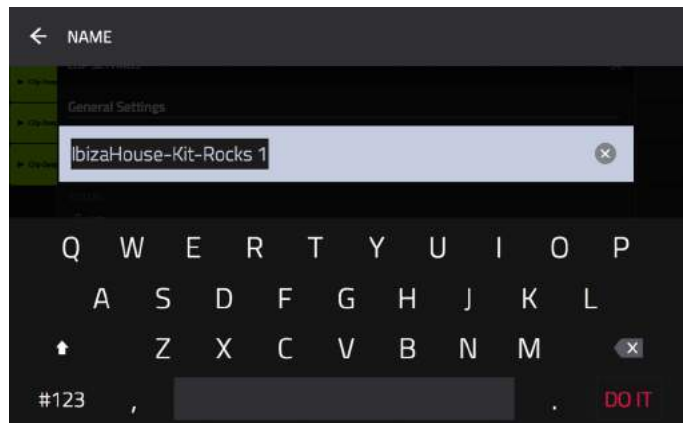 NAME
General Settings
IbizaHouse-Kit-Rocks 1
Q W E R T Y U I O P
A S D F G H J K L
Z X C V B N M
#123 , . DO IT